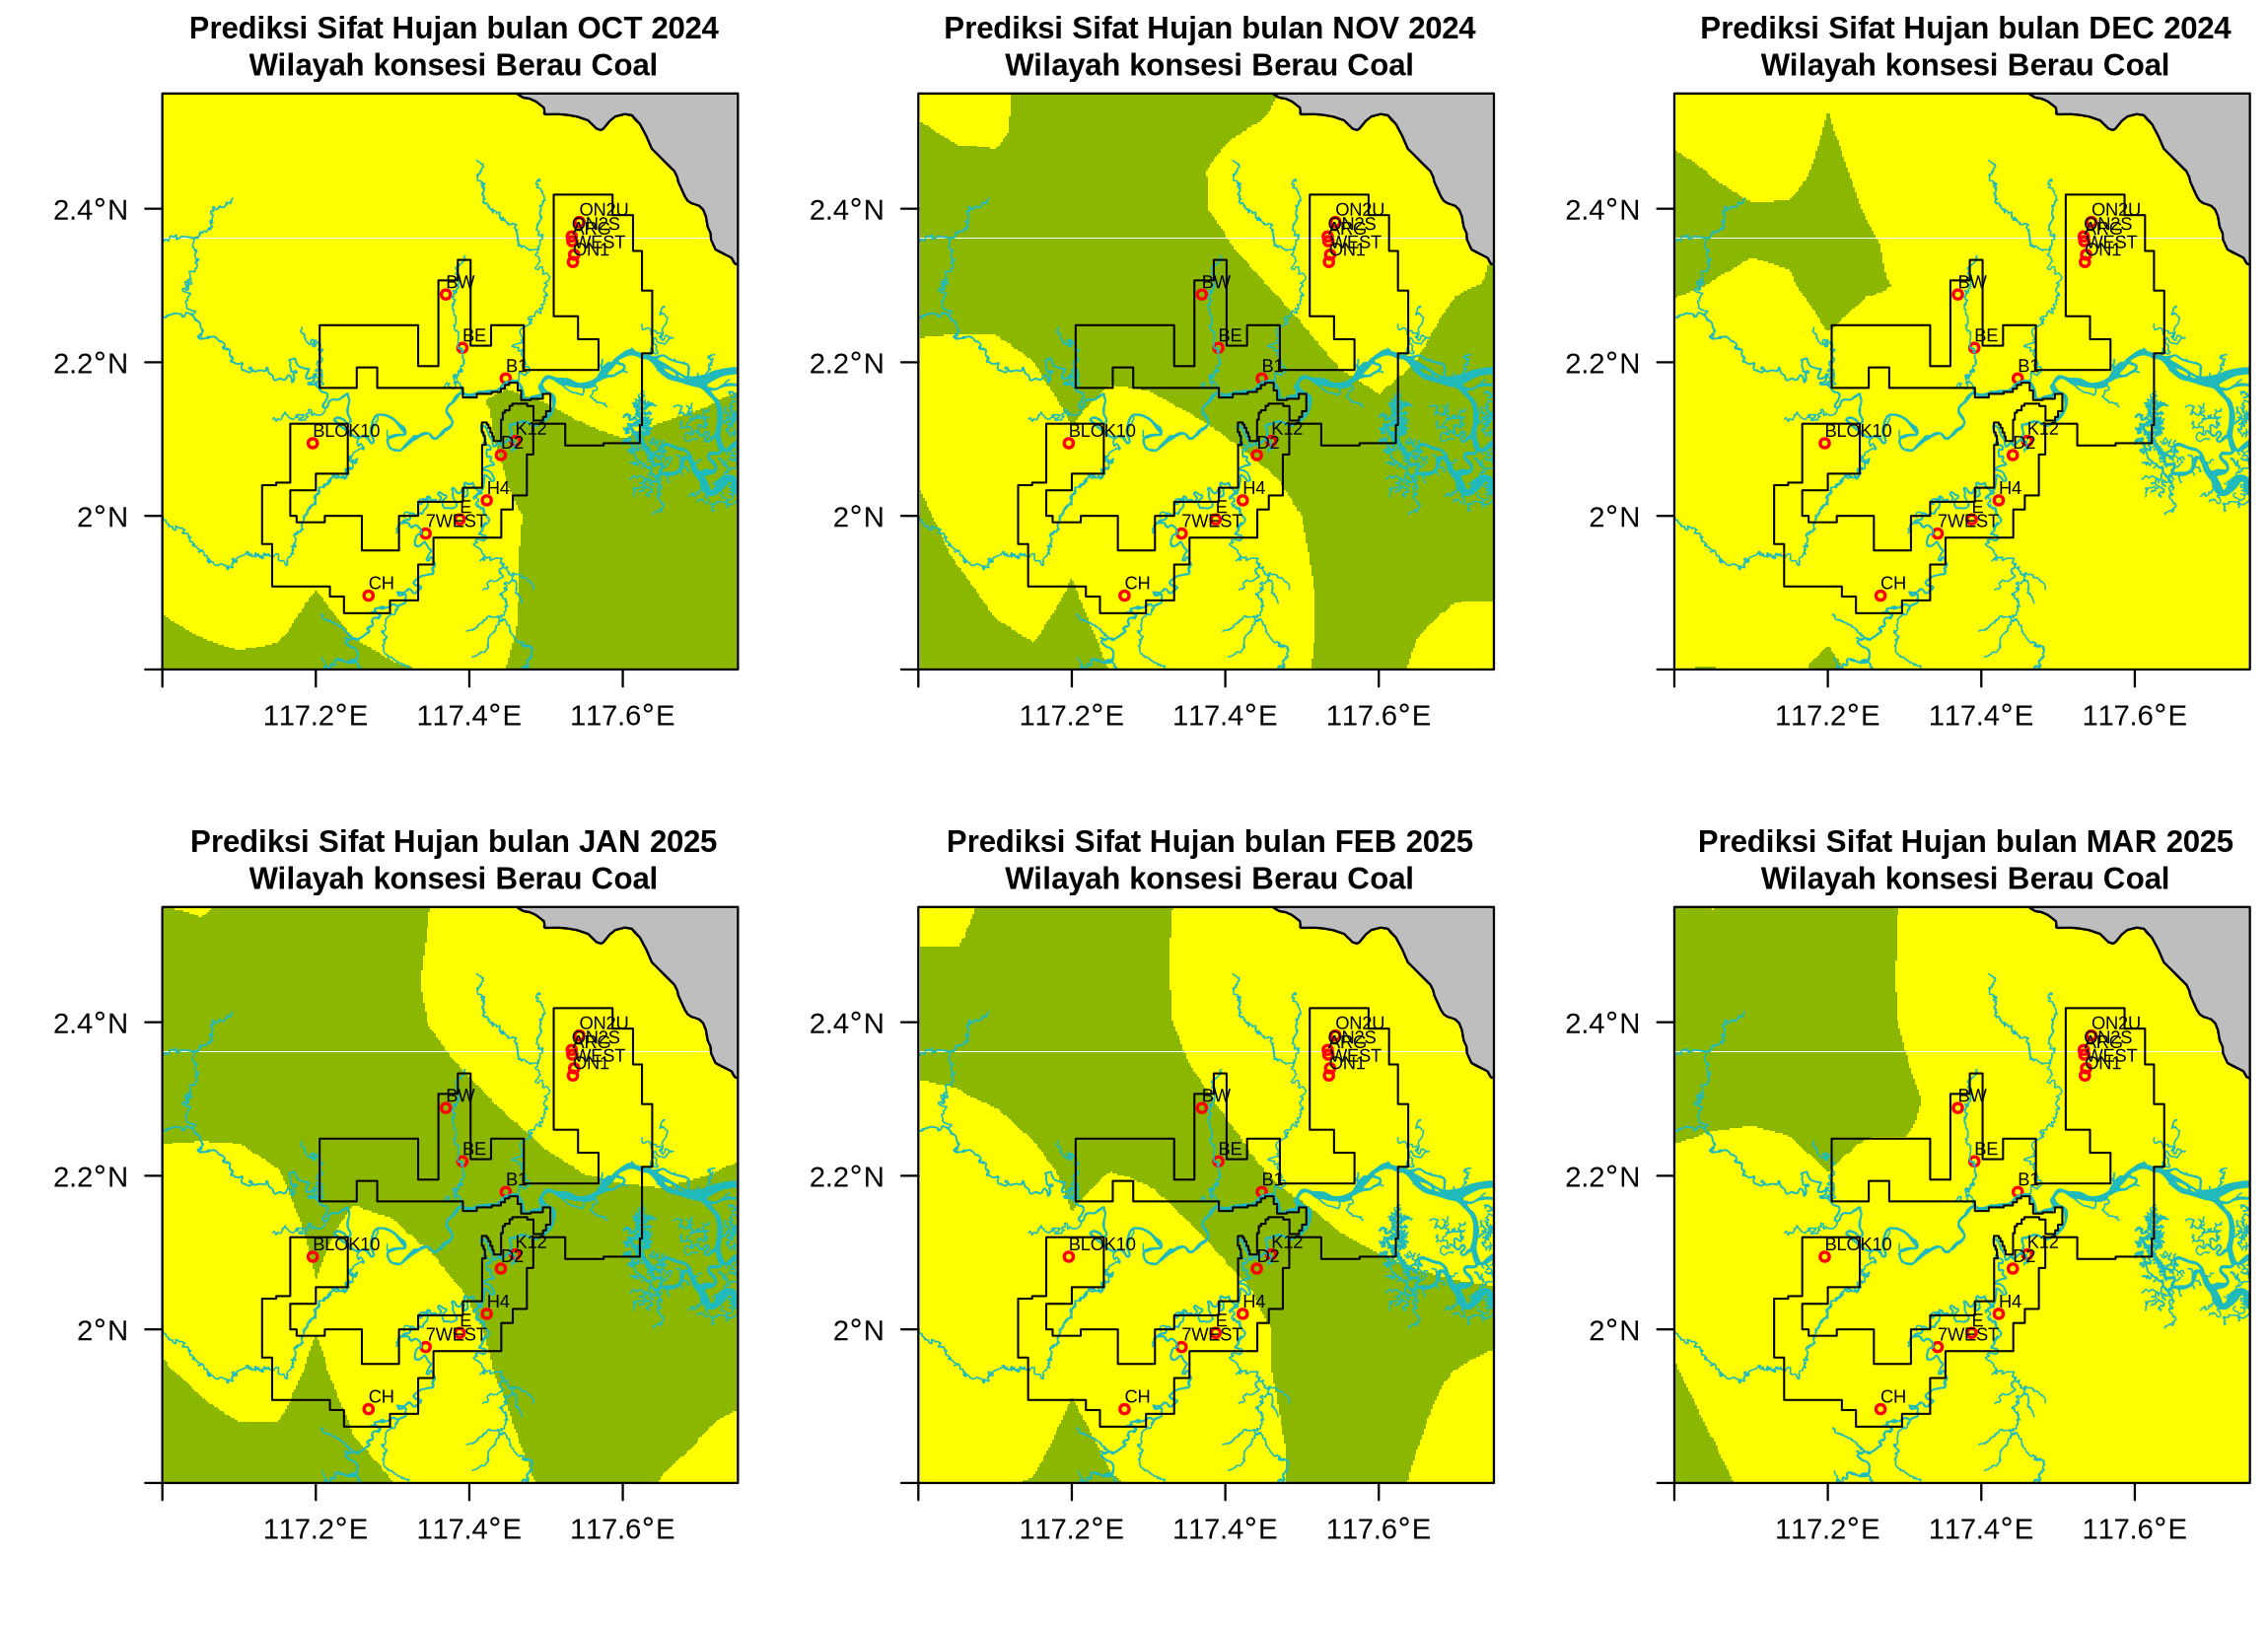 Prediksi Sifat Hujan bulan OCT 2024
Wilayah konsesi Berau Coal
2.4°N
2.2°N
2°N
117.2°E 117.4°E 117.6°E
ON2U
ON2S
ARG
WEST
ON1
BW
BE
B1
BLOK10
K12
D2
H4
E
7WEST
CH
Prediksi Sifat Hujan bulan NOV 2024
Wilayah konsesi Berau Coal
2.4°N
2.2°N
2°N
117.2°E 117.4°E 117.6°E
ON2U
ON2S
ARG
WEST
ON1
BW
BE
B1
BLOK10
K12
D2
H4
E
7WEST
CH
Prediksi Sifat Hujan bulan DEC 2024
Wilayah konsesi Berau Coal
2.4°N
2.2°N
2°N
117.2°E 117.4°E 117.6°E
ON2U
ON2S
ARG
WEST
ON1
BW
BE
B1
BLOK10
K12
D2
H4
E
7WEST
CH
Prediksi Sifat Hujan bulan JAN 2025
Wilayah konsesi Berau Coal
2.4°N
2.2°N
2°N
117.2°E 117.4°E 117.6°E
ON2U
ON2S
ARG
WEST
ON1
BW
BE
B1
BLOK10
K12
D2
H4
E
7WEST
CH
Prediksi Sifat Hujan bulan FEB 2025
Wilayah konsesi Berau Coal
2.4°N
2.2°N
2°N
117.2°E 117.4°E 117.6°E
ON2U
ON2S
ARG
WEST
ON1
BW
BE
B1
BLOK10
K12
D2
H4
E
7WEST
CH
Prediksi Sifat Hujan bulan MAR 2025
Wilayah konsesi Berau Coal
2.4°N
2.2°N
2°N
117.2°E 117.4°E 117.6°E
ON2U
ON2S
ARG
WEST
ON1
BW
BE
B1
BLOK10
K12
D2
H4
E
7WEST
CH